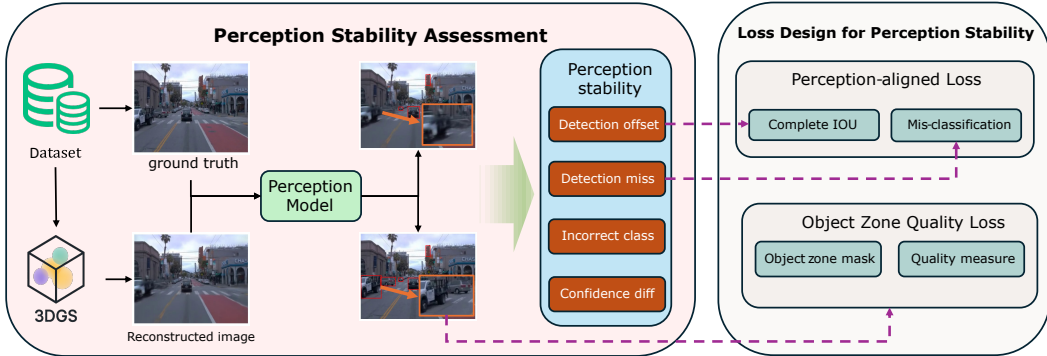 Perception Stability Assessment
Dataset
3DGS
ground truth
Reconstructed image
Perception
Model
Perception
stability
Detection offset
Detection miss
Incorrect class
Confidence diff
Loss Design for Perception Stability
Perception-aligned Loss
Complete IOU
Mis-classification
Object Zone Quality Loss
Object zone mask
Quality measure